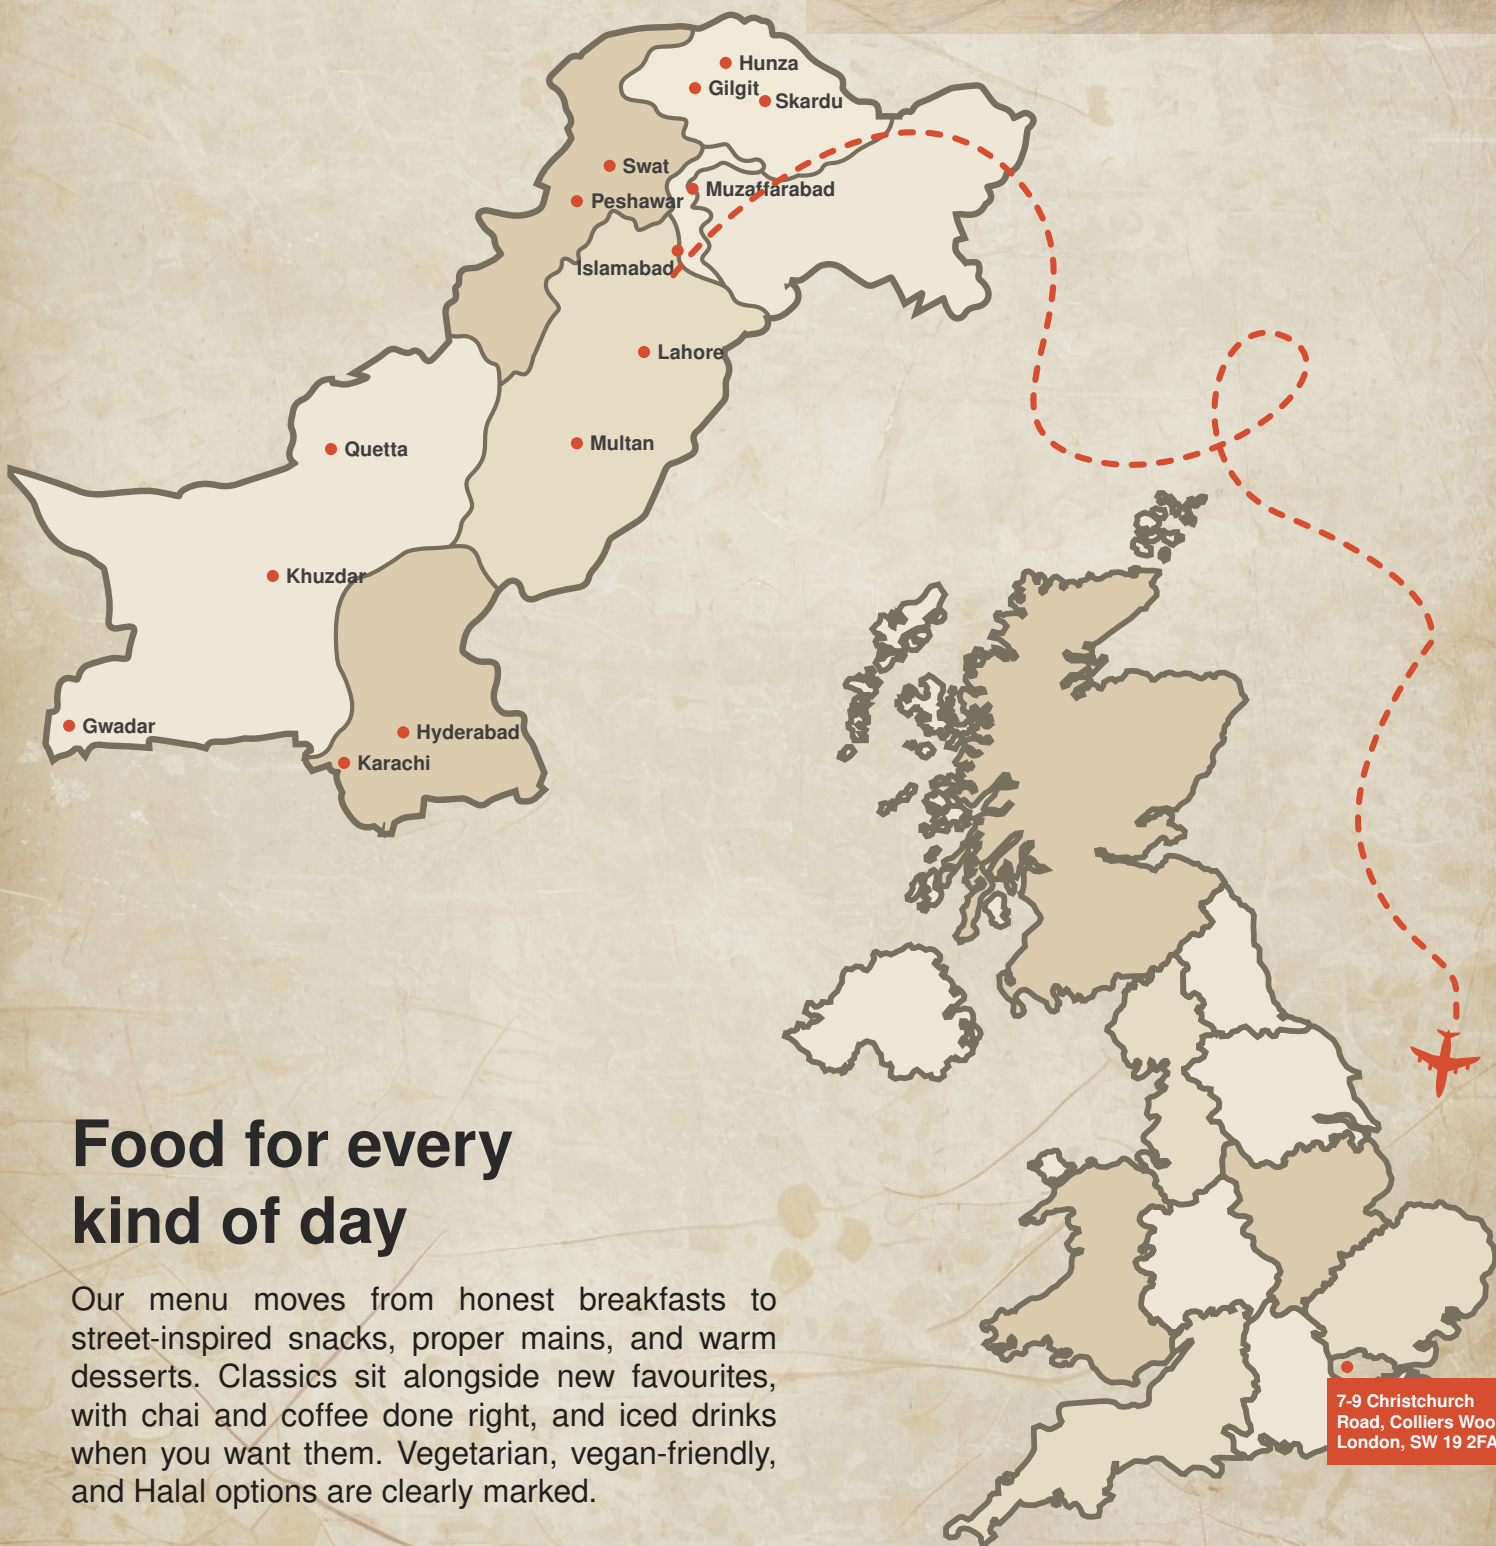 Hunza
Gilgit
Skardu
Swat
Muzaffarabad
Peshawar
Islamabad
Lahore
Multan
Quetta
Khuzdar
Gwadar
Hyderabad
Karachi
Food for every
kind of day
Our menu moves from honest breakfasts to
street-inspired snacks, proper mains, and warm
desserts. Classics sit alongside new favourites,
with chai and coffee done right, and iced drinks
when you want them. Vegetarian, vegan-friendly,
and Halal options are clearly marked.
7-9 Christchurch
Road, Colliers Woo
London, SW 19 2FA